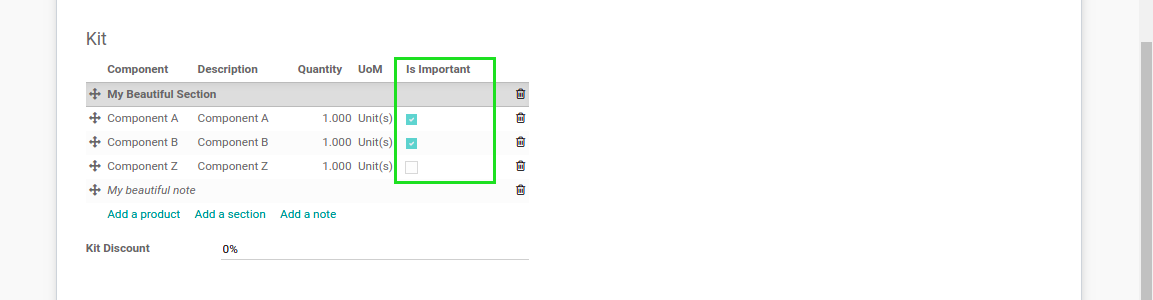 Kit
Component Description Quantity UoM Is Important
My Beautiful Section
Component A Component A 1.000 Unit(s)
Component B Component B 1.000 Unit(s)
Component Z Component Z 1.000 Unit(s)
My beautiful note
Add a product Add a section Add a note
Kit Discount 0%